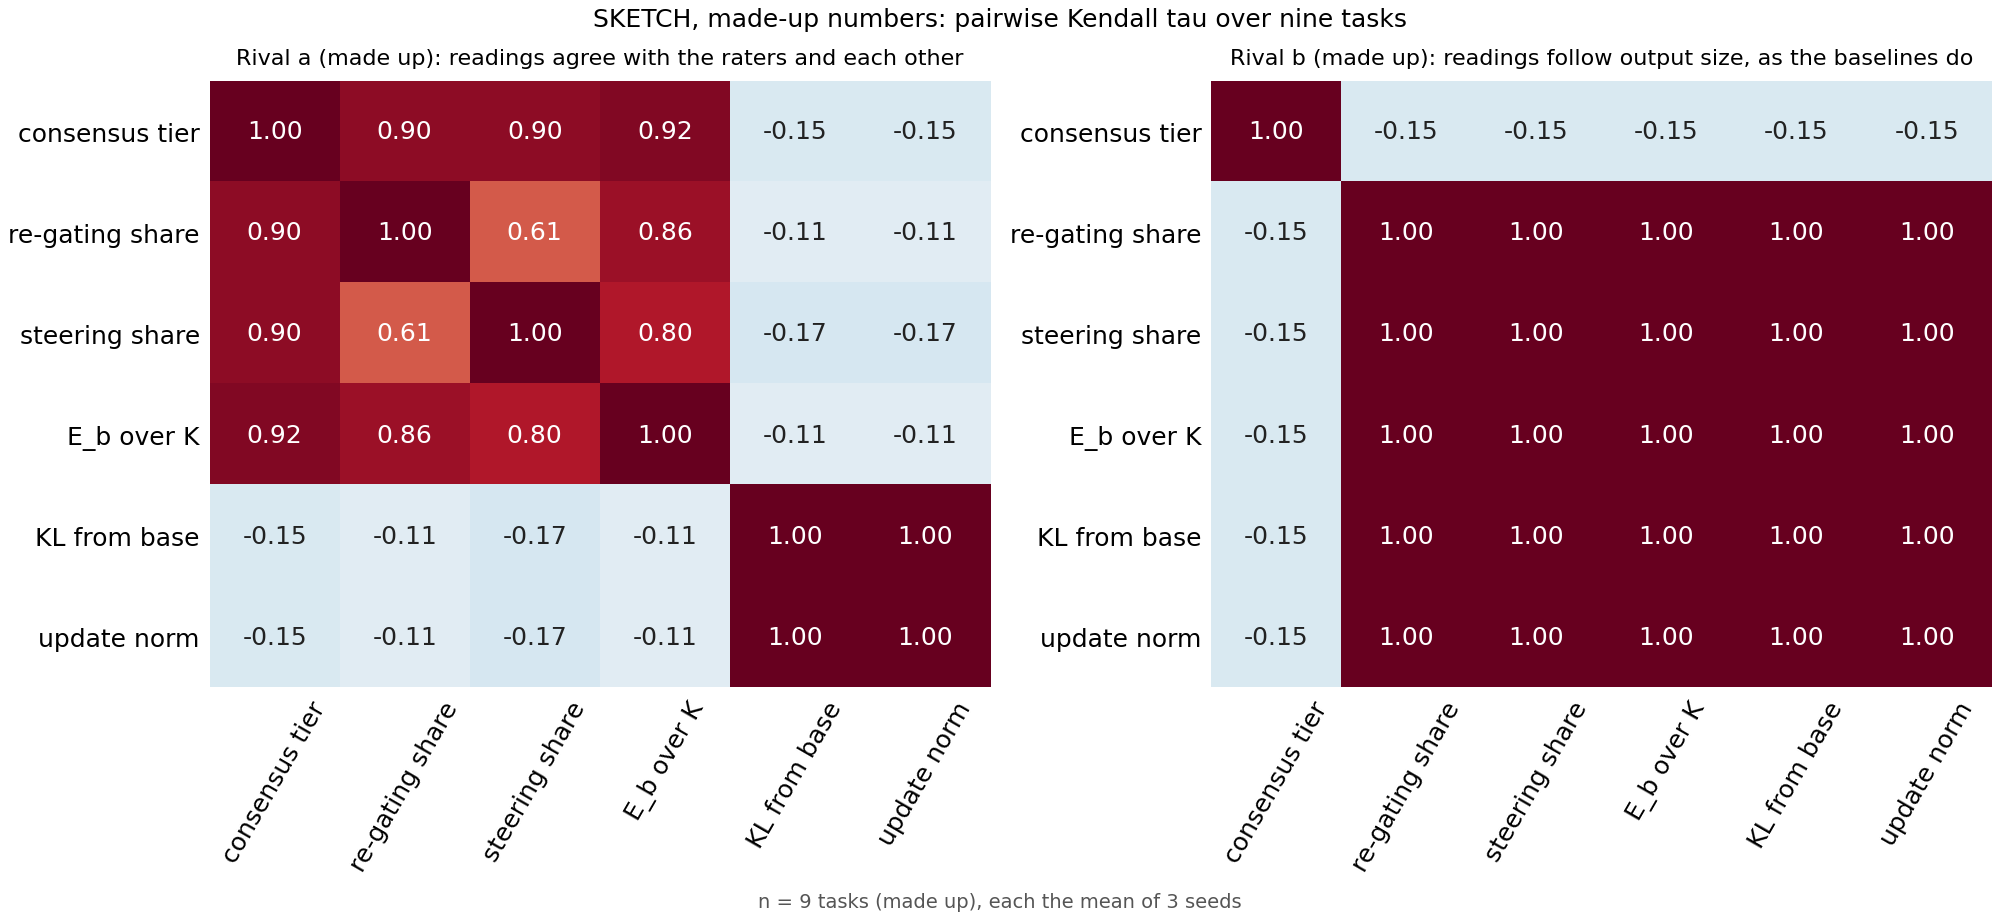 SKETCH, made-up numbers: pairwise Kendall tau over nine tasks
Rival a (made up): readings agree with the raters and each other
consensus tier 1.00 0.90 0.90 0.92 -0.15 -0.15
re-gating share 0.90 1.00 0.61 0.86 -0.11 -0.11
steering share 0.90 0.61 1.00 0.80 -0.17 -0.17
E_b over K 0.92 0.86 0.80 1.00 -0.11 -0.11
KL from base -0.15 -0.11 -0.17 -0.11 1.00 1.00
update norm -0.15 -0.11 -0.17 -0.11 1.00 1.00
consensus tier
re-gating share
steering share
E_b over K
KL from base
update norm
Rival b (made up): readings follow output size, as the baselines do
consensus tier 1.00 -0.15 -0.15 -0.15 -0.15 -0.15
re-gating share -0.15 1.00 1.00 1.00 1.00 1.00
steering share -0.15 1.00 1.00 1.00 1.00 1.00
E_b over K -0.15 1.00 1.00 1.00 1.00 1.00
KL from base -0.15 1.00 1.00 1.00 1.00 1.00
update norm -0.15 1.00 1.00 1.00 1.00 1.00
consensus tier
re-gating share
steering share
E_b over K
KL from base
update norm
n = 9 tasks (made up), each the mean of 3 seeds